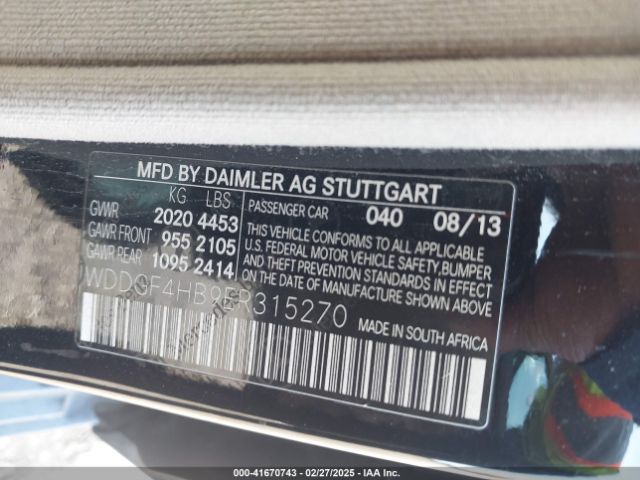 MFD BY DAIMLER AG STUTTGART
KG LBS
GVWR 2020 4453
GAWR FRONT 955 2105
GAWR REAR 1095 2414
PASSENGER CAR 040 08/13
THIS VEHICLE CONFORMS TO ALL APPLICABLE
U.S. FEDERAL MOTOR VEHICLE SAFETY, BUMPER
AND THEFT PREVENTION STANDARDS IN EFFECT
ON THE DATE OF MANUFACTURE SHOWN ABOVE.
WDDGF4HB9ER315270
MADE IN SOUTH AFRICA
000-41670743 / 02/27/2025 / IAA Inc.